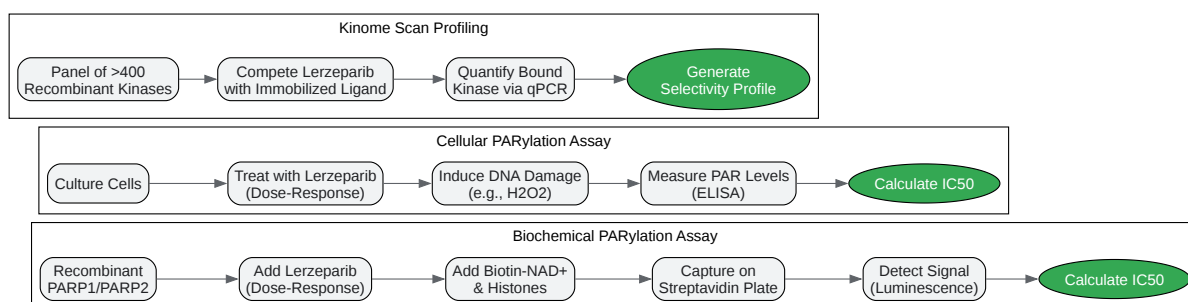 Kinome Scan Profiling
Panel of >400
Recombinant Kinases
Compete Lerzeparib
with Immobilized Ligand
Quantify Bound
Kinase via qPCR
Generate
Selectivity Profile
Cellular PARylation Assay
Culture Cells
Treat with Lerzeparib
(Dose-Response)
Induce DNA Damage
(e.g., H2O2)
Measure PAR Levels
(ELISA)
Calculate IC50
Biochemical PARylation Assay
Recombinant
PARP1/PARP2
Add Lerzeparib
(Dose-Response)
Add Biotin-NAD+
& Histones
Capture on
Streptavidin Plate
Detect Signal
(Luminescence)
Calculate IC50